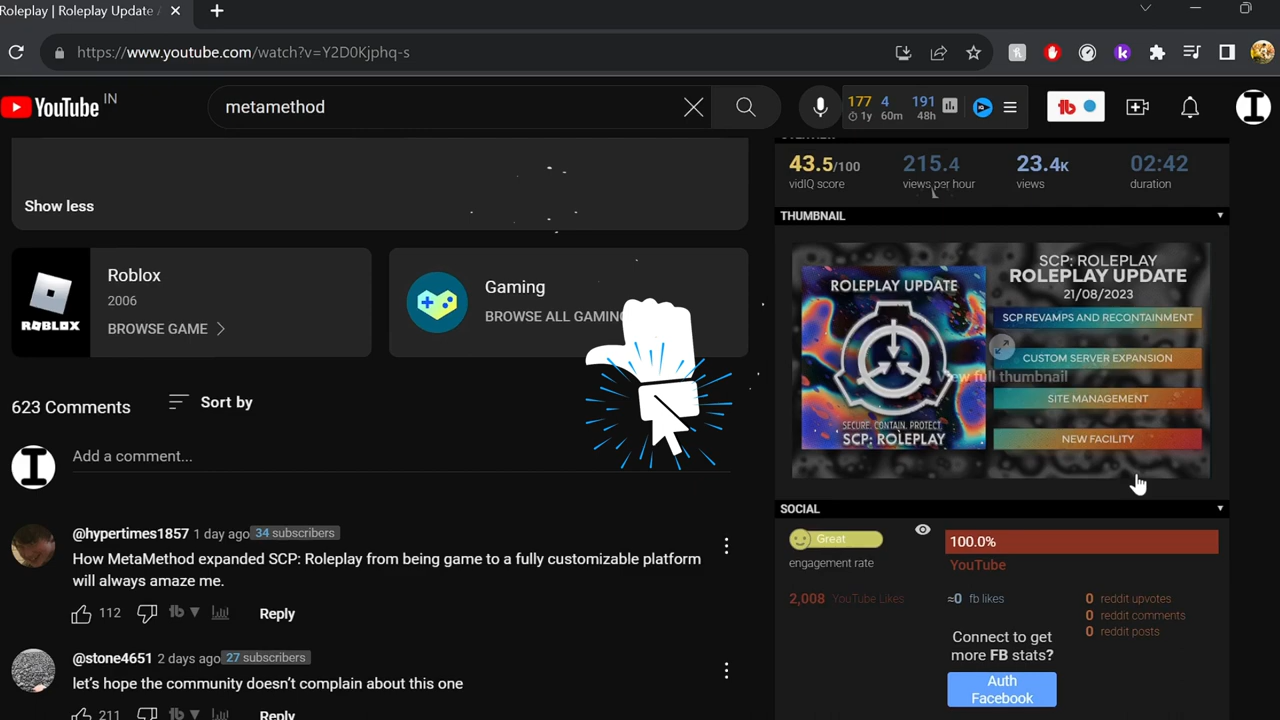 Roleplay | Roleplay Update
https://www.youtube.com/watch?v=Y2D0Kjphq-s
YouTube IN
metamethod
177 4 191
1y 60m 48h
tb
Show less
Roblox
2006
BROWSE GAME
ROBLOX
Gaming
BROWSE ALL GAMING
623 Comments
Sort by
Add a comment...
@hypertimes1857 1 day ago 34 subscribers
How MetaMethod expanded SCP: Roleplay from being game to a fully customizable platform
will always amaze me.
112 tb Reply
@stone4651 2 days ago 27 subscribers
let's hope the community doesn't complain about this one
211 tb Reply
43.5/100 215.4 23.4K 02:42
vidIQ score views per hour views duration
THUMBNAIL
ROLEPLAY UPDATE
SECURE. CONTAIN. PROTECT.
SCP: ROLEPLAY
SCP: ROLEPLAY
ROLEPLAY UPDATE
21/08/2023
SCP REVAMPS AND RECONTAINMENT
CUSTOM SERVER EXPANSION
View full thumbnail
SITE MANAGEMENT
NEW FACILITY
SOCIAL
Great
engagement rate
100.0%
YouTube
2,008 YouTube Likes
≈0 fb likes
0 reddit upvotes
0 reddit comments
0 reddit posts
Connect to get
more FB stats?
Auth
Facebook